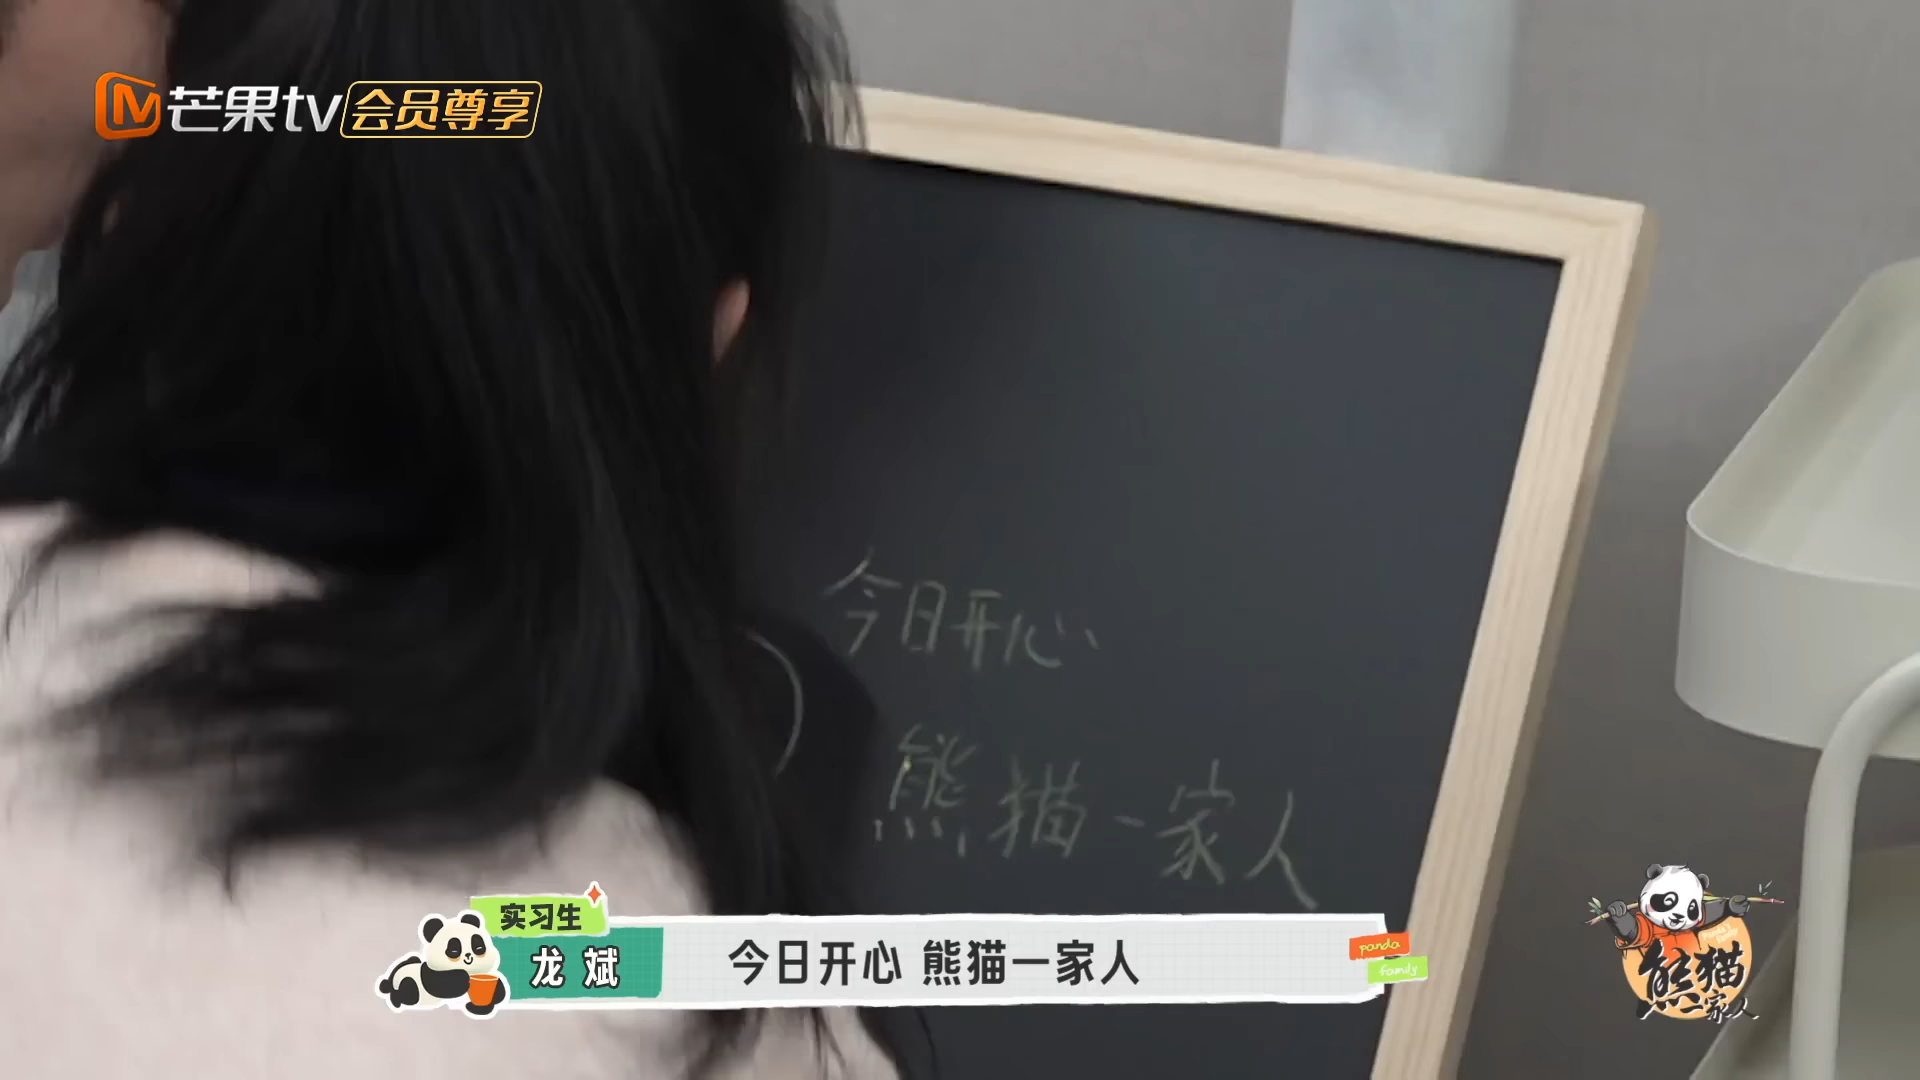 芒果tv会员尊享
今日开心
熊猫一家人
实习生
龙斌
今日开心 熊猫一家人
panda
family
熊猫
一家人